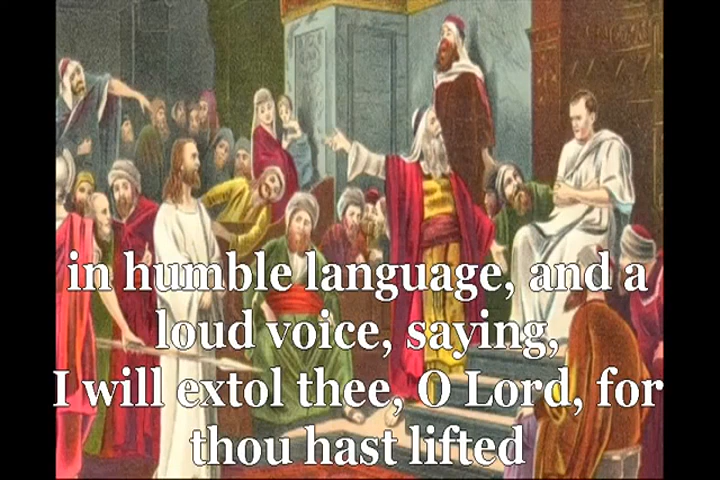 in humble language, and a
loud voice, saying,
I will extol thee, O Lord, for
thou hast lifted